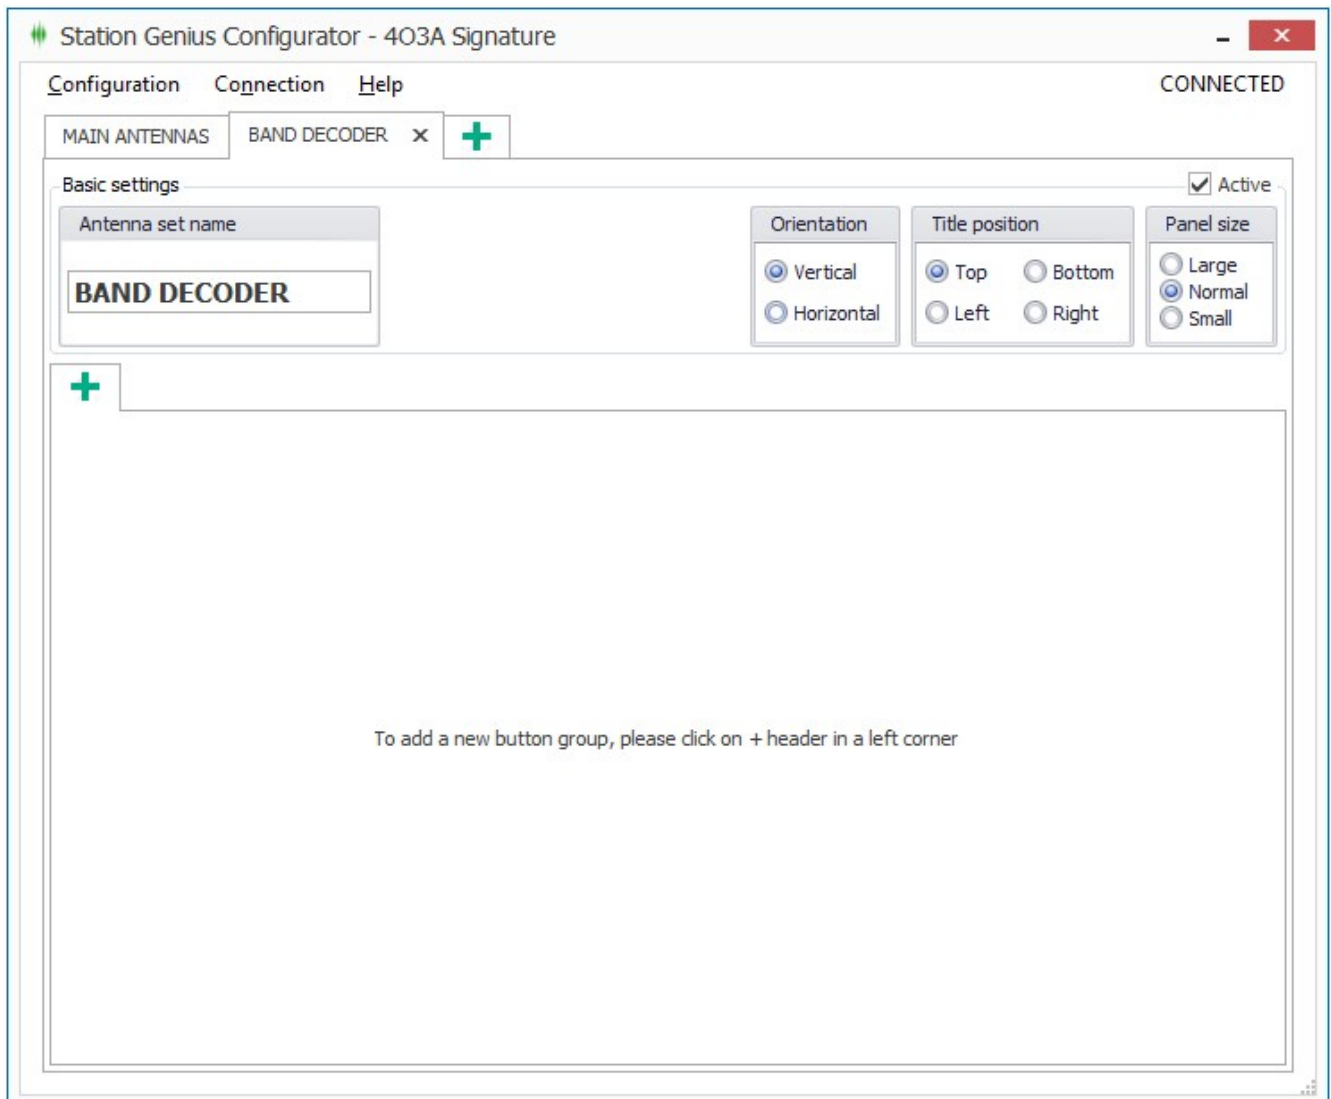 Station Genius Configurator - 4O3A Signature
Configuration Connection Help CONNECTED
MAIN ANTENNAS BAND DECODER
Basic settings Active
Antenna set name Orientation Title position Panel size
BAND DECODER
Vertical Top Bottom Large
Normal
Horizontal Left Right Small
To add a new button group, please click on + header in a left corner